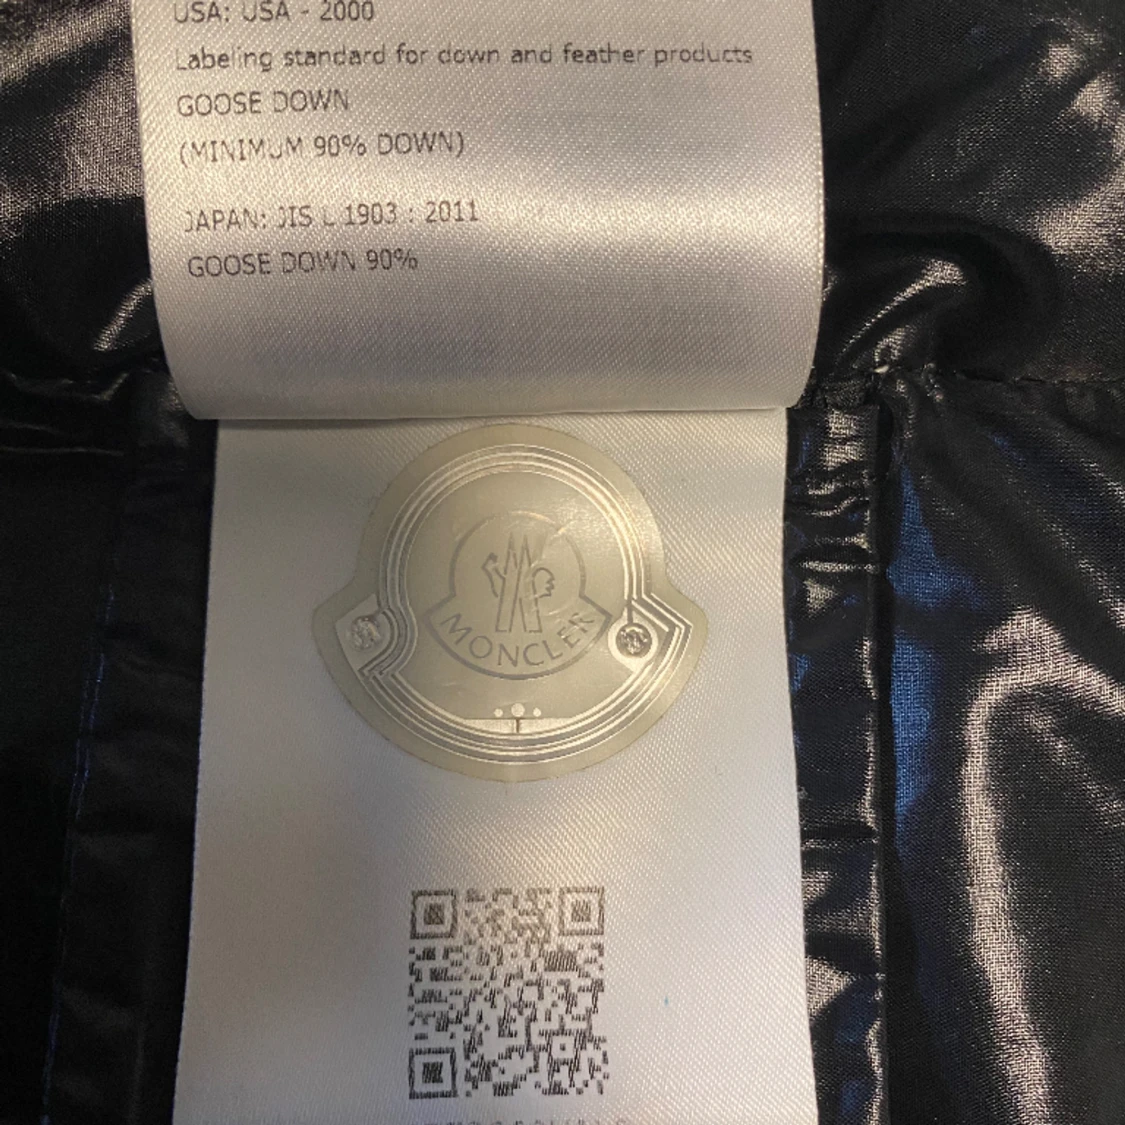 USA: USA - 2000
Labeling standard for down and feather products
GOOSE DOWN
(MINIMUM 90% DOWN)
JAPAN: JIS L 1903 : 2011
GOOSE DOWN 90%
MONCLER